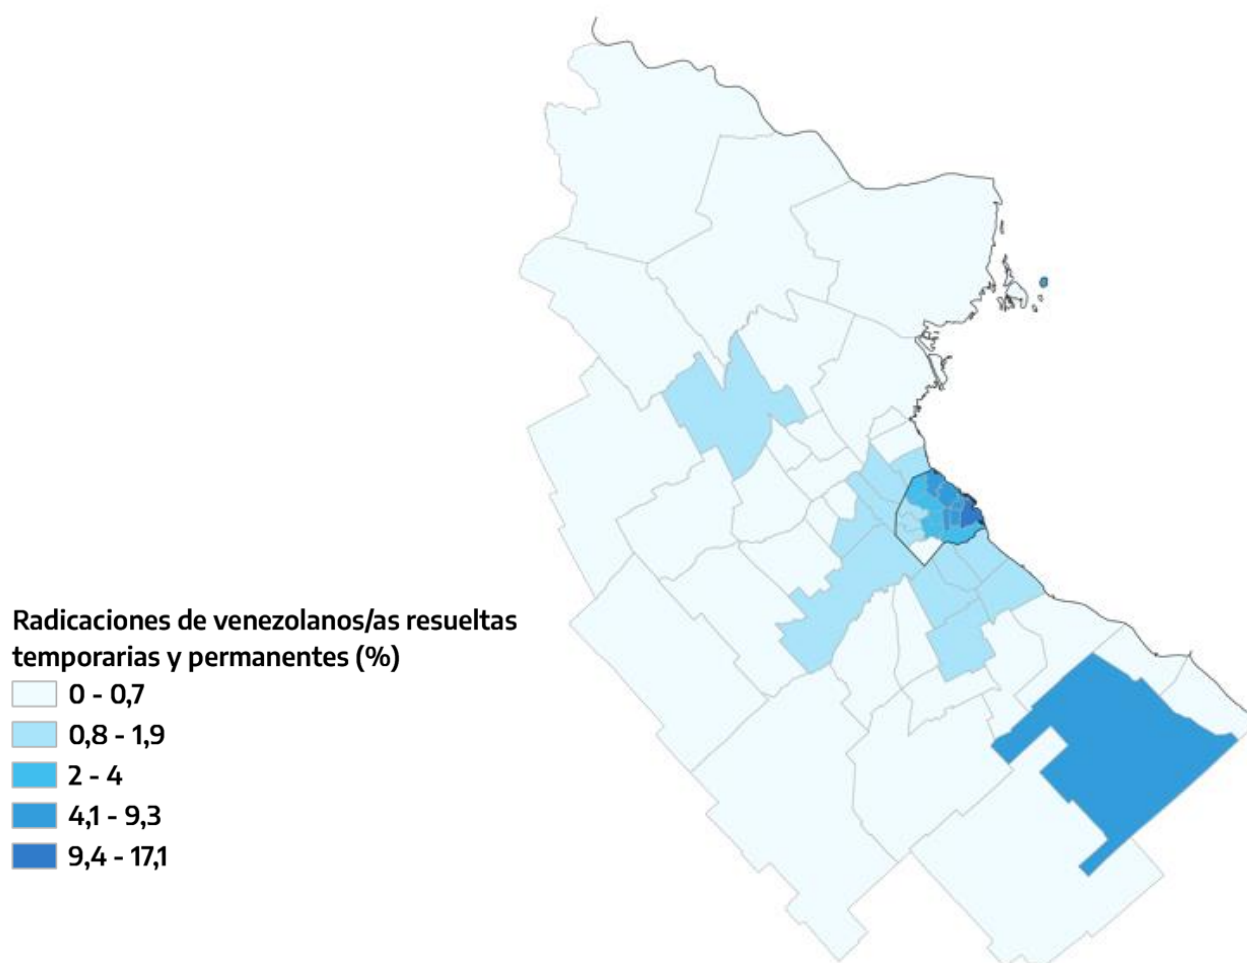 Radicaciones de venezolanos/as resueltas
temporarias y permanentes (%)
0 - 0,7
0,8 - 1,9
2 - 4
4,1 - 9,3
9,4 - 17,1